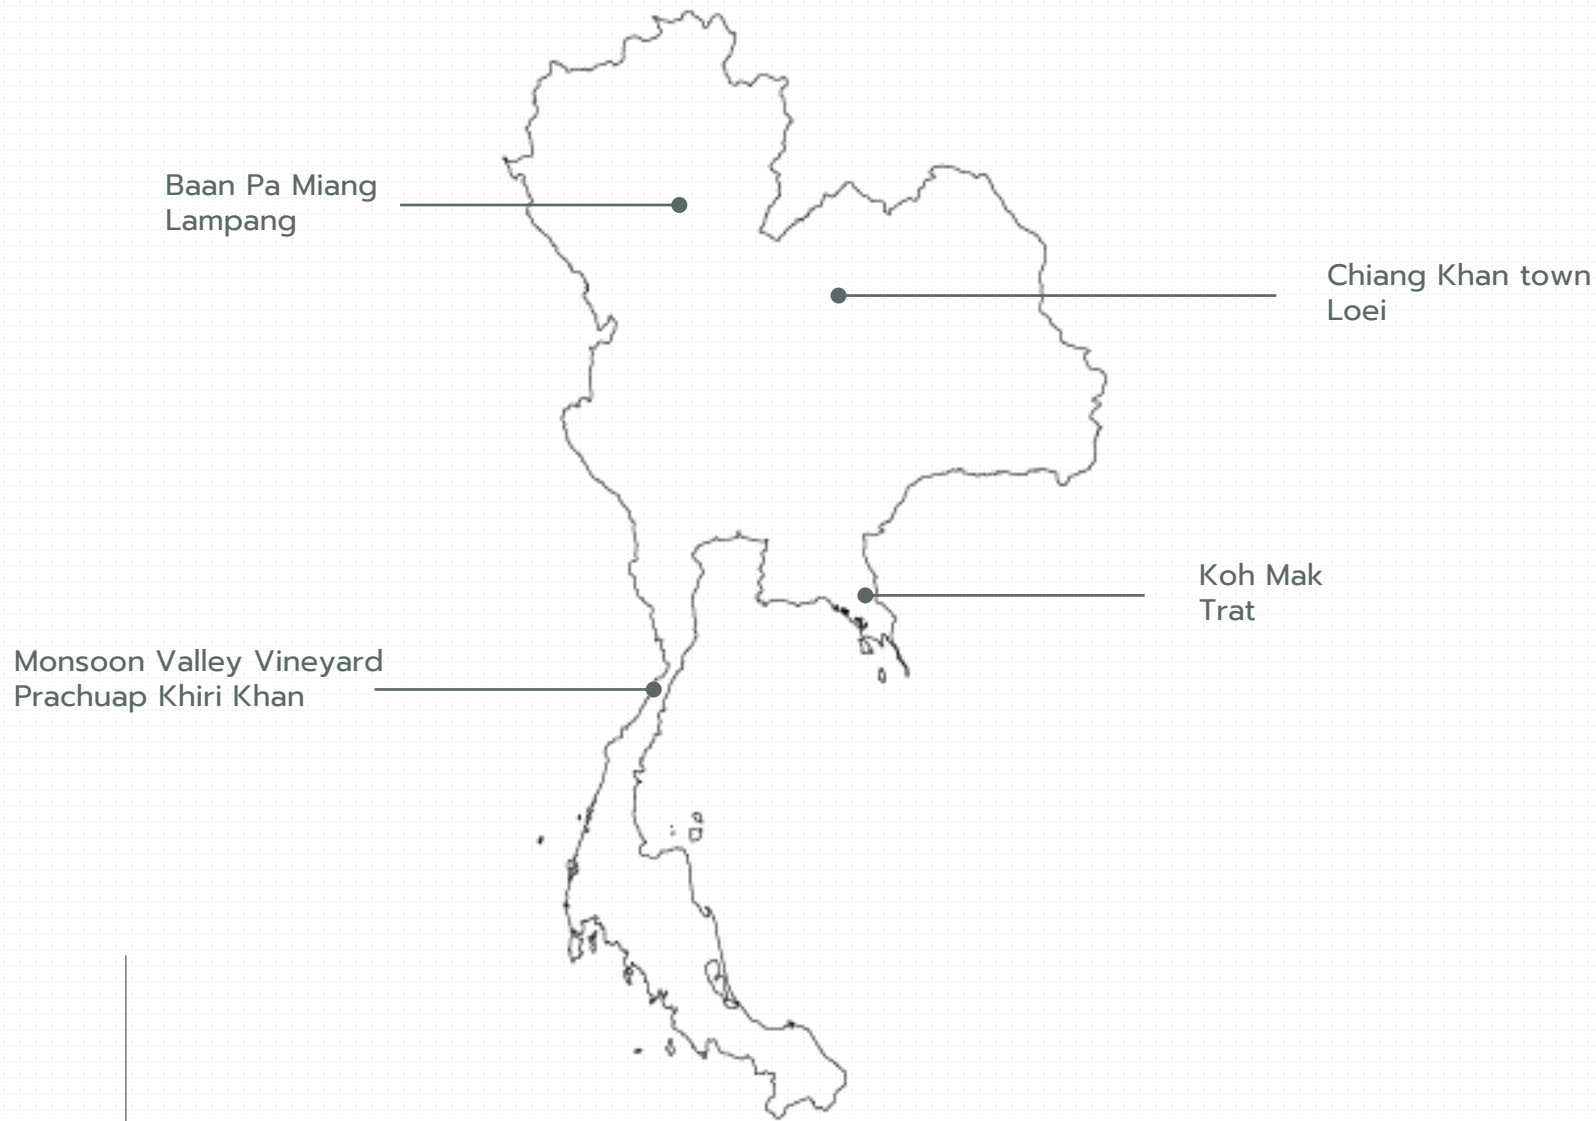 Baan Pa Miang
Lampang
Chiang Khan town
Loei
Koh Mak
Trat
Monsoon Valley Vineyard
Prachuap Khiri Khan